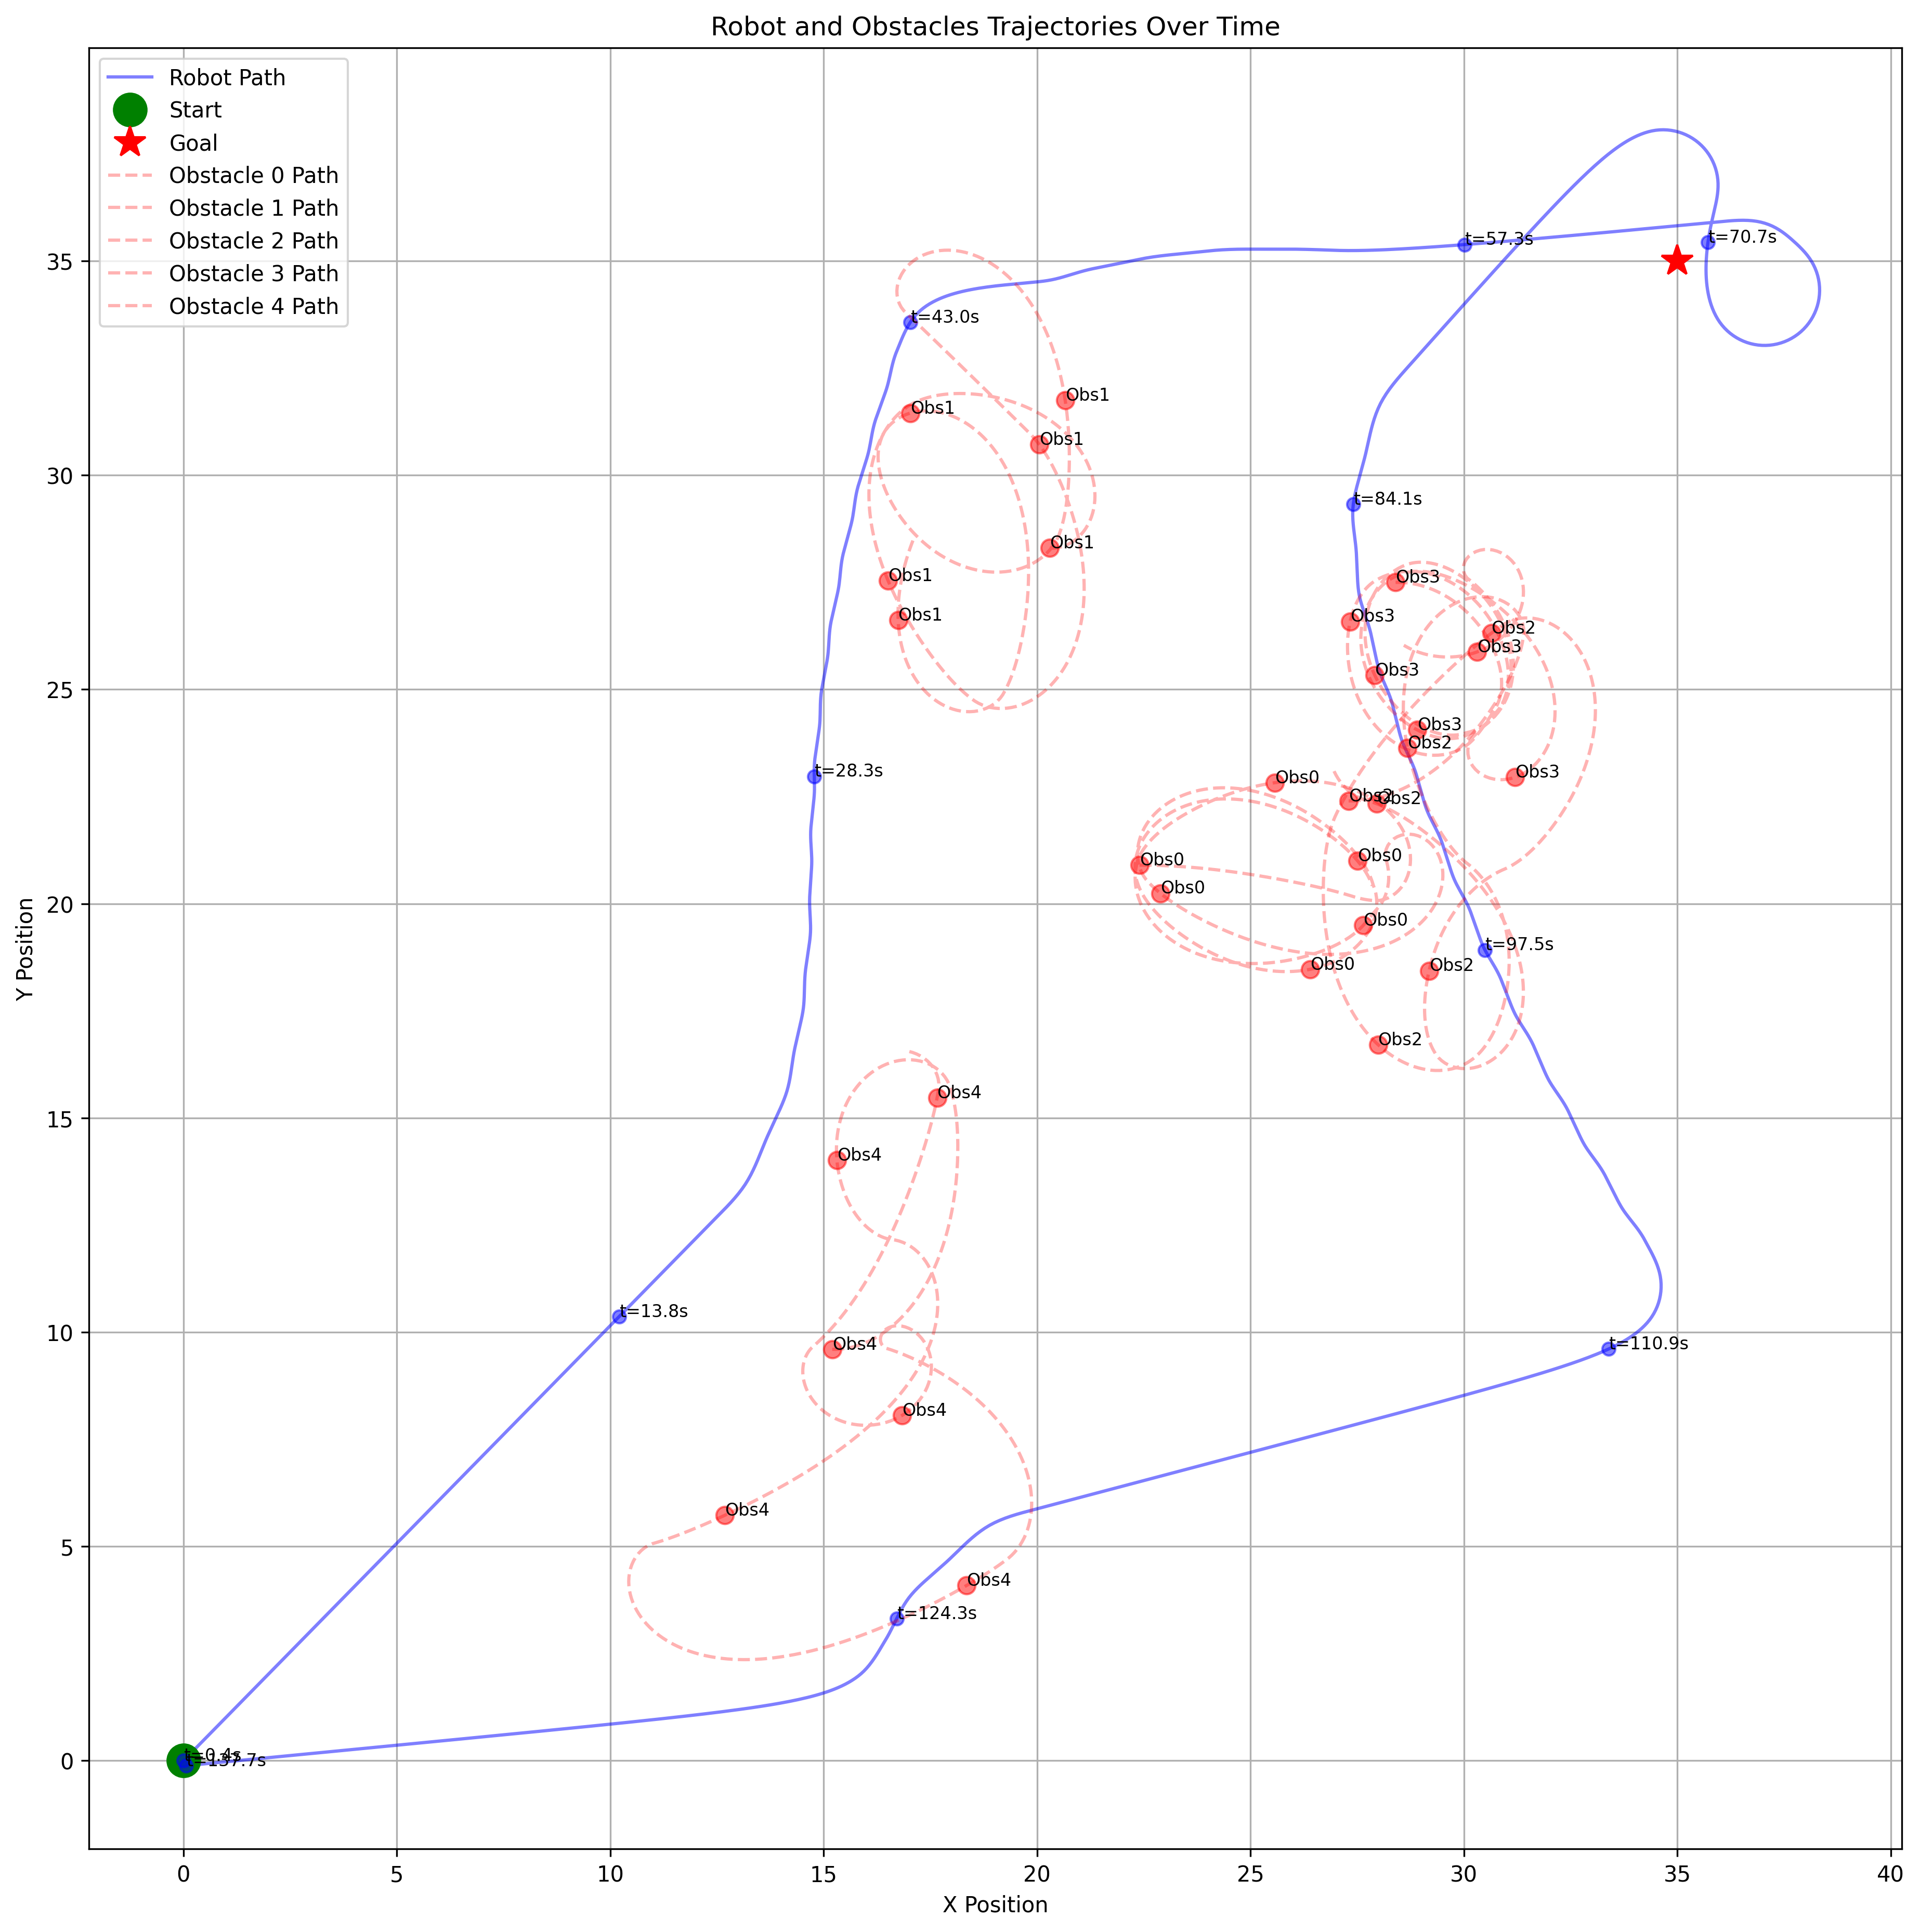 Robot and Obstacles Trajectories Over Time
Robot Path
Start
Goal
Obstacle 0 Path
Obstacle 1 Path
Obstacle 2 Path
Obstacle 3 Path
Obstacle 4 Path
t=57.3s
t=70.7s
35
t=43.0s
Obs1
Obs1
Obs1
30
t=84.1s
Obs1
Obs1
Obs3
Obs1
Obs3
Obs2
Obs3
25
Obs3
Obs3
Obs2
t=28.3s
Obs0
Obs3
Obs2
Obs2
Obs0
Obs0
Obs0
20
Obs0
t=97.5s
Obs0
Obs2
Obs2
15
Obs4
Obs4
t=13.8s
10
Obs4
t=110.9s
Obs4
5
Obs4
Obs4
t=124.3s
0
t=0.4s
t=137.7s
0 5 10 15 20 25 30 35 40
X Position
Y Position